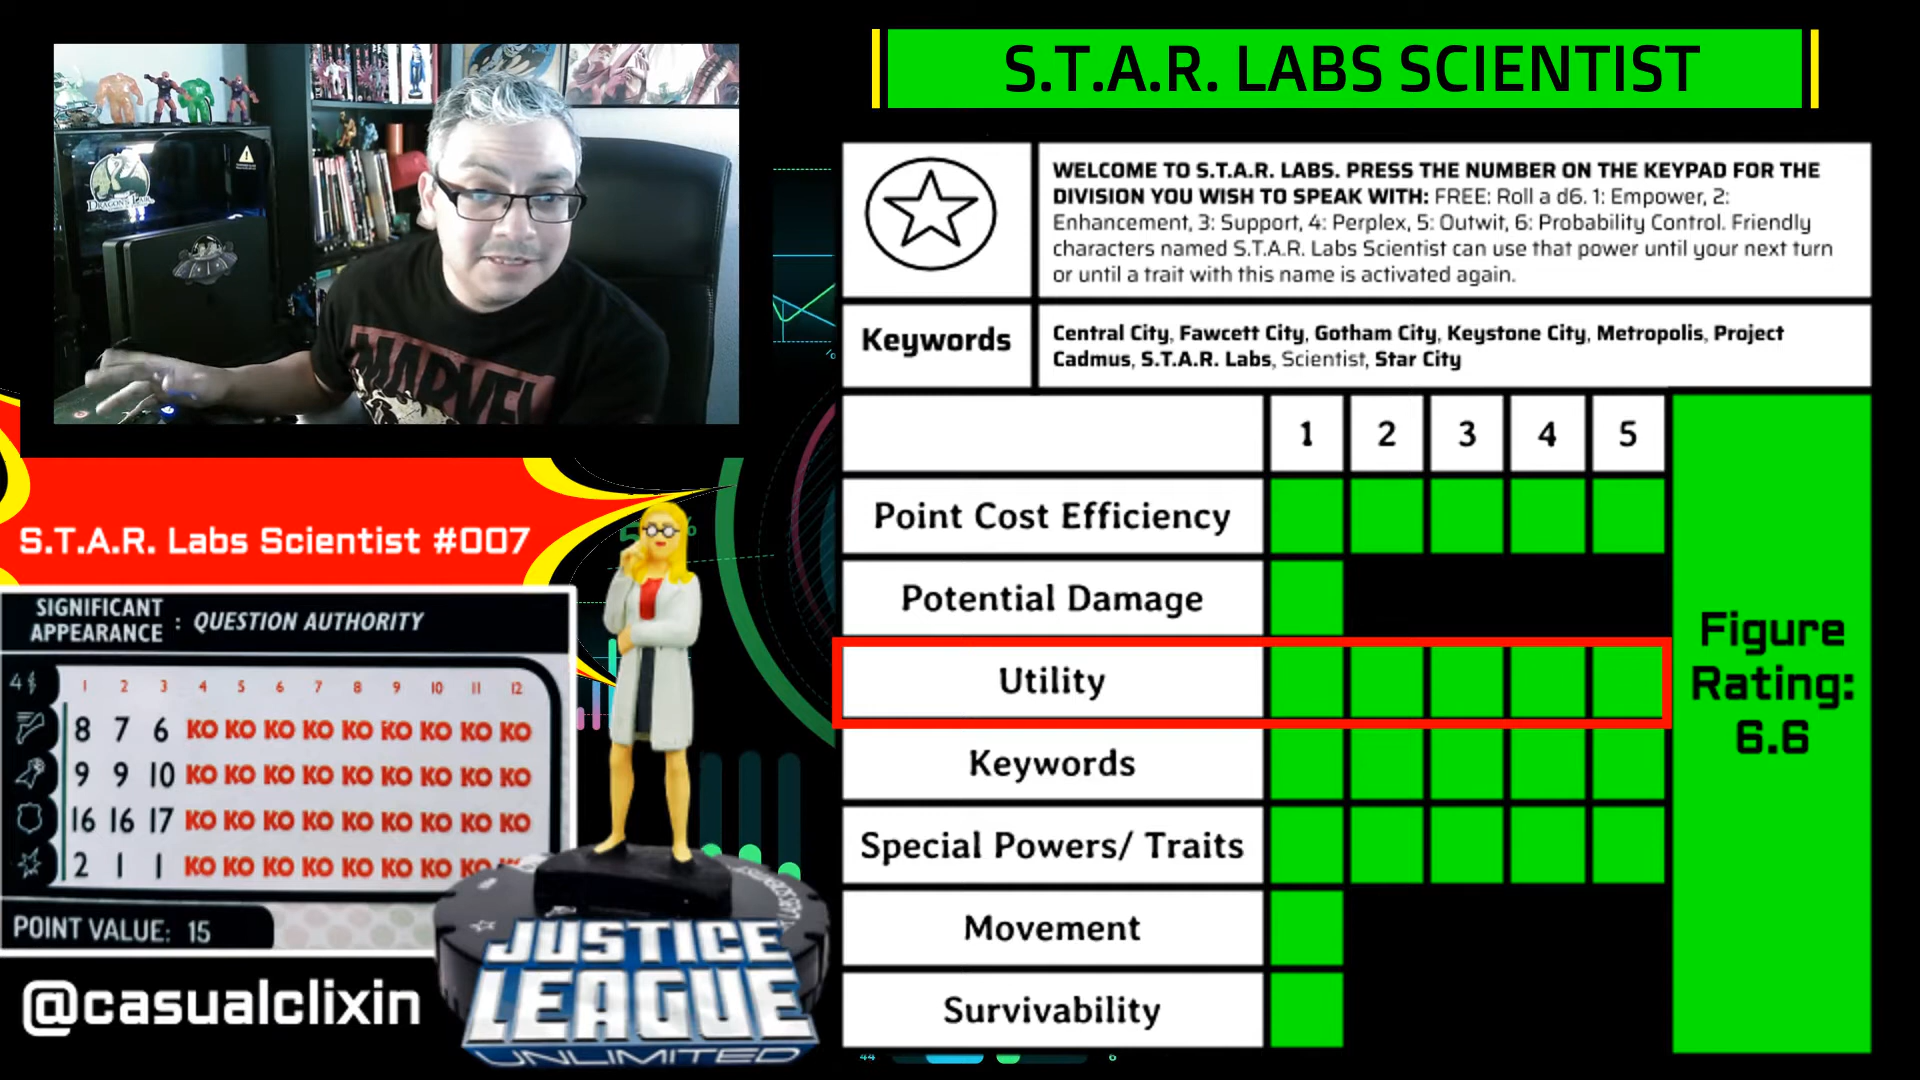 S.T.A.R. LABS SCIENTIST
WELCOME TO S.T.A.R. LABS. PRESS THE NUMBER ON THE KEYPAD FOR THE
DIVISION YOU WISH TO SPEAK WITH: FREE: Roll a d6. 1: Empower, 2:
Enhancement, 3: Support, 4: Perplex, 5: Outwit, 6: Probability Control. Friendly
characters named S.T.A.R. Labs Scientist can use that power until your next turn
or until a trait with this name is activated again.
Keywords
Central City, Fawcett City, Gotham City, Keystone City, Metropolis, Project
Cadmus, S.T.A.R. Labs, Scientist, Star City
1 2 3 4 5
Point Cost Efficiency
Potential Damage
Utility
Keywords
Special Powers/ Traits
Movement
Survivability
Figure
Rating:
6.6
MARVEL
S.T.A.R. Labs Scientist #007
SIGNIFICANT
APPEARANCE : QUESTION AUTHORITY
4 1 2 3 4 5 6 7 8 9 10 11 12
8 7 6 KO KO KO KO KO KO KO KO KO
9 9 10 KO KO KO KO KO KO KO KO KO
16 16 17 KO KO KO KO KO KO KO KO KO
2 1 1 KO KO KO KO KO KO KO KO
POINT VALUE: 15
@casualclixin
JUSTICE
LEAGUE
UNLIMITED
44
6